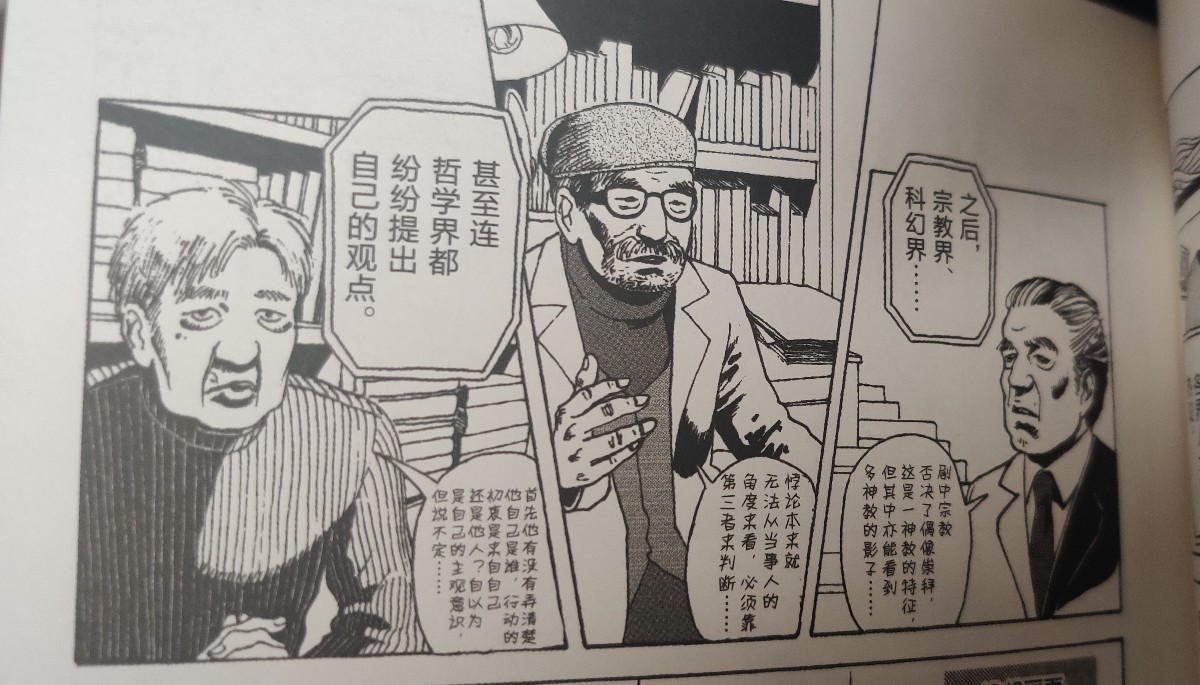 之后，
宗教界、
科幻界……
剧中宗教
否决了偶像崇拜，
这是一神教的特征，
但其中亦能看到
多神教的影子……
悖论本来就
无法从当事人的
角度来看，必须靠
第三者来判断……
甚至连
哲学界都
纷纷提出
自己的观点。
首先他有没有弄清楚
他自己是谁，行动的
初衷是来自自己
还是他人？自以为
是自己的主观意识，
但说不定……